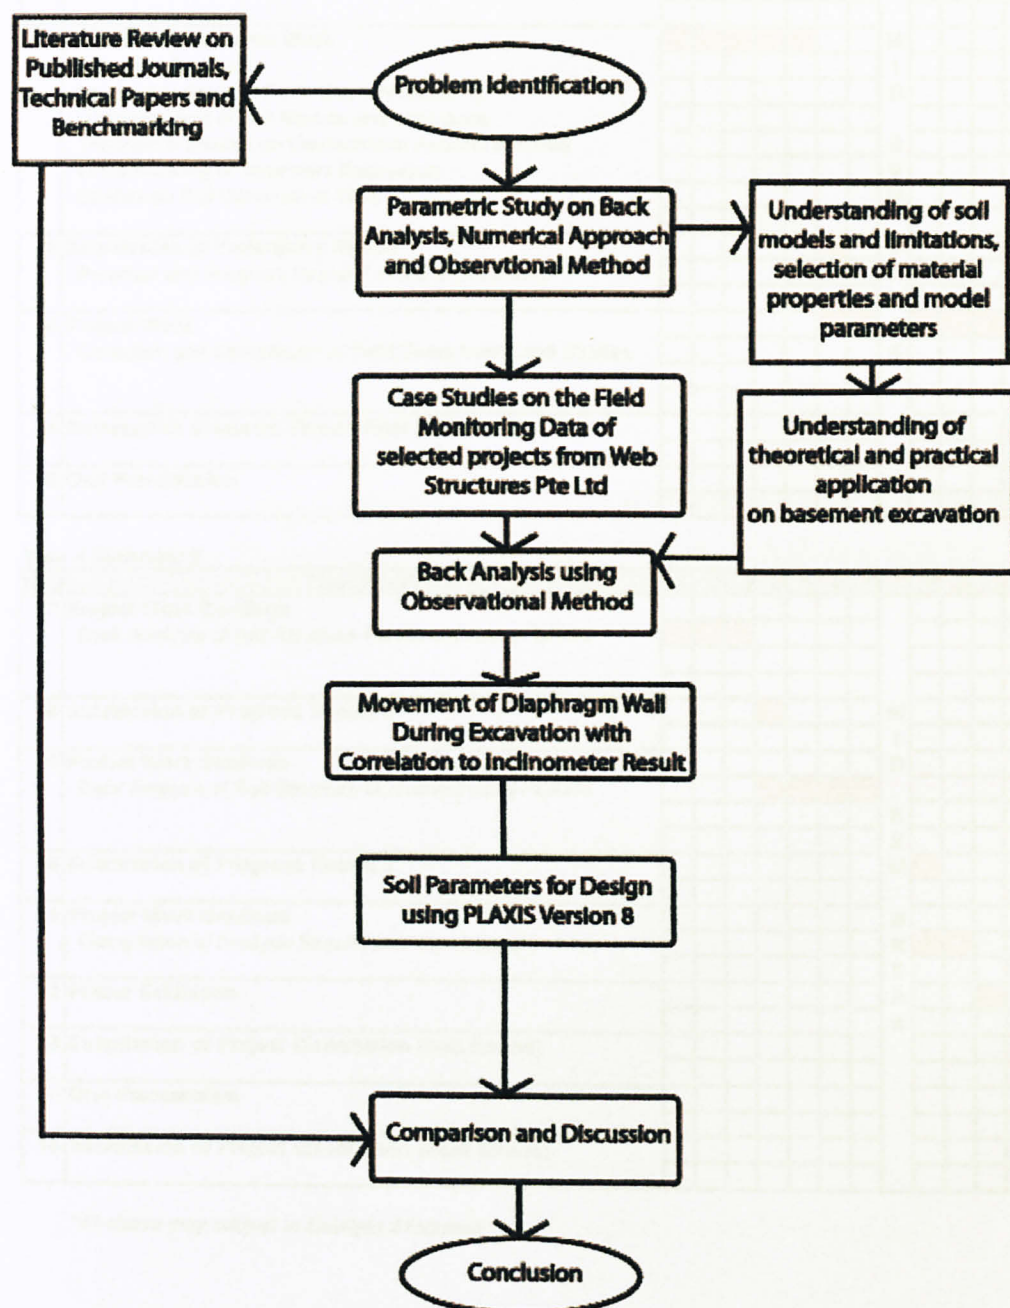 Literature Review on
Pubilished Journals,
Technical Papers and
Benchmarking
Problem Identification
Parametric Study on Back
Analysis, Numerical Approach
and Observtional Method
Understanding of soil
models and limitations,
selection of material
properties and model
parameters
Case Studies on the Field
Monitoring Data of
selected projects from Web
Structures Pte Ltd
Understanding of
theoretical and practical
application
on basement excavation
Back Analysis using
Observational Method
Movement of Diaphragm Wall
During Excavation with
Correlation to Inclinometer Result
Soil Parameters for Design
using PLAXIS Version 8
Comparison and Discussion
Conclusion